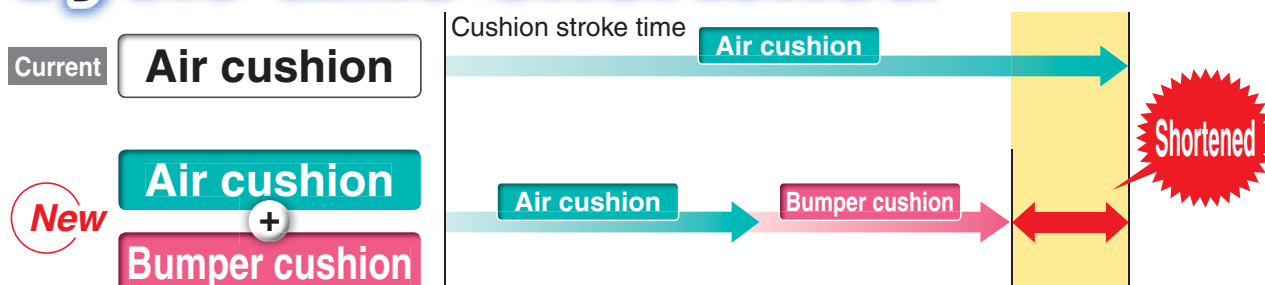 Cushion stroke time
Current
Air cushion
Air cushion
Shortened
New
Air cushion
+
Bumper cushion
Air cushion
Bumper cushion